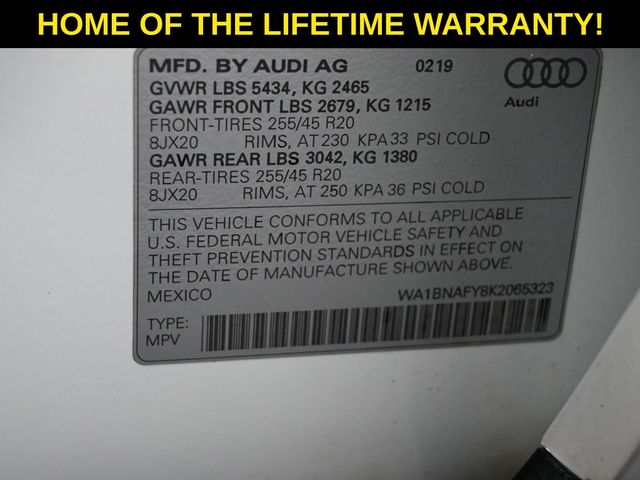 HOME OF THE LIFETIME WARRANTY!
MFD. BY AUDI AG 0219
GVWR LBS 5434, KG 2465
GAWR FRONT LBS 2679, KG 1215
Audi
FRONT-TIRES 255/45 R20
8JX20 RIMS, AT 230 KPA 33 PSI COLD
GAWR REAR LBS 3042, KG 1380
REAR-TIRES 255/45 R20
8JX20 RIMS, AT 250 KPA 36 PSI COLD
THIS VEHICLE CONFORMS TO ALL APPLICABLE
U.S. FEDERAL MOTOR VEHICLE SAFETY AND
THEFT PREVENTION STANDARDS IN EFFECT ON
THE DATE OF MANUFACTURE SHOWN ABOVE.
MEXICO WA1BNAFY8K2065323
TYPE:
MPV